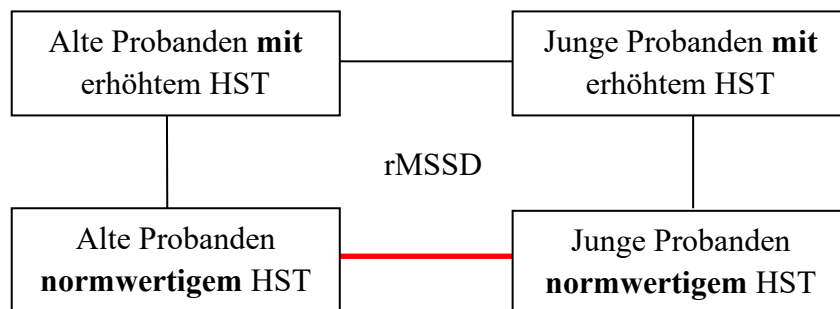 Alte Probanden mit
erhöhtem HST
Junge Probanden mit
erhöhtem HST
rMSSD
Alte Probanden
normwertigem HST
Junge Probanden
normwertigem HST